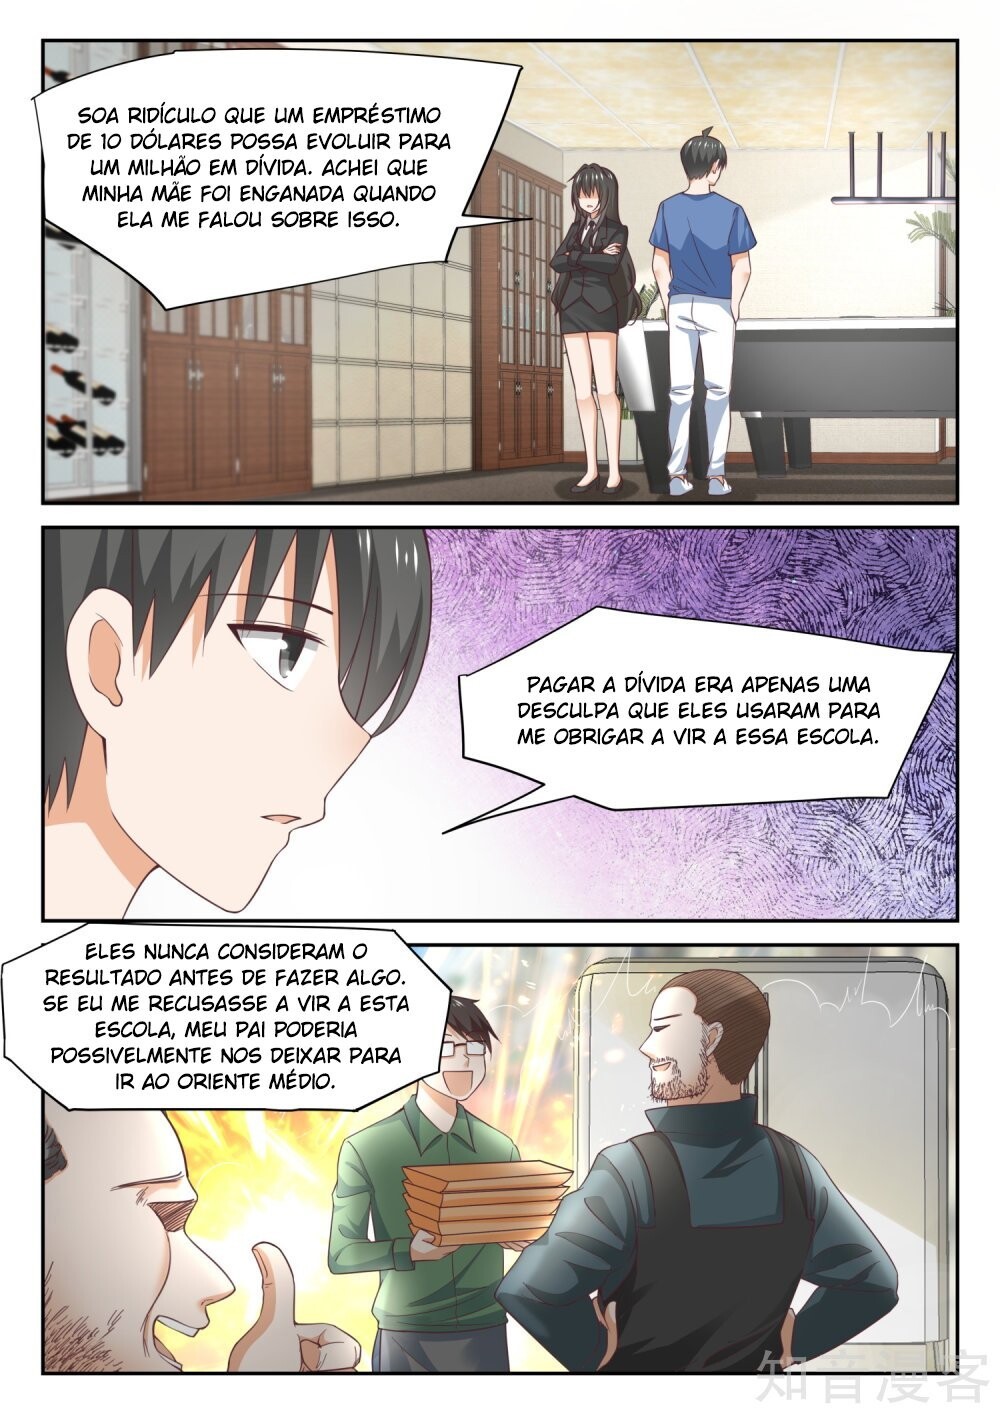 SOA RIDÍCULO QUE UM EMPRÉSTIMO
DE 10 DÓLARES POSSA EVOLUIR PARA
UM MILHÃO EM DÍVIDA. ACHEI QUE
MINHA MÃE FOI ENGANADA QUANDO
ELA ME FALOU SOBRE ISSO.
PAGAR A DÍVIDA ERA APENAS UMA
DESCULPA QUE ELES USARAM PARA
ME OBRIGAR A VIR A ESSA ESCOLA.
ELES NUNCA CONSIDERAM O
RESULTADO ANTES DE FAZER ALGO.
SE EU ME RECUSASSE A VIR A ESTA
ESCOLA, MEU PAI PODERIA
POSSIVELMENTE NOS DEIXAR PARA
IR AO ORIENTE MÉDIO.
知音漫客